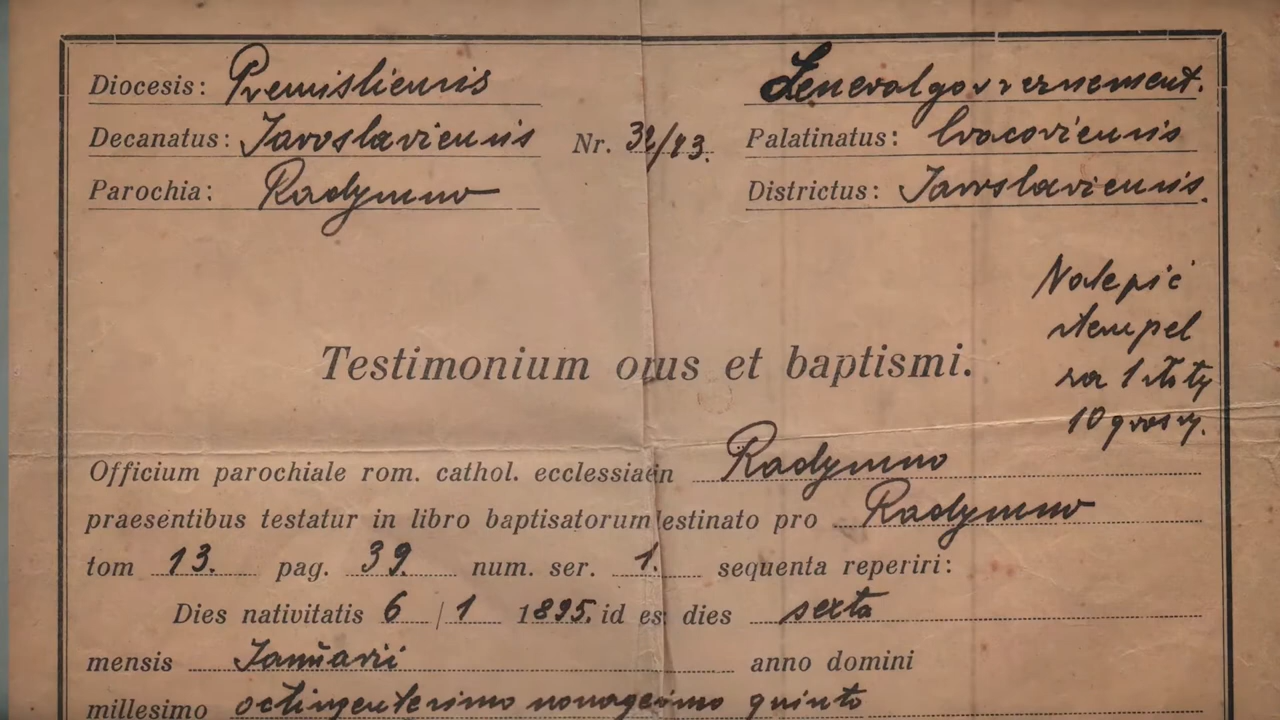 Diocesis: Premisliensis
Generalgouvernement.
Decanatus: Jaroslaviensis Nr. 32/43.
Palatinatus: Cracoviensis
Parochia: Radymno
Districtus: Jaroslaviensis.
Nalepić
stempel
za 1 złoty
10 groszy.
Testimonium ortus et baptismi.
Officium parochiale rom. cathol. ecclessiae in Radymno
praesentibus testatur in libro baptisatorum destinato pro Radymno
tom 13. pag. 39. num. ser. 1. sequenta reperiri:
Dies nativitatis 6 / 1 1895. id est dies sexta
mensis Januarii anno domini
millesimo octingentesimo nonagesimo quinto